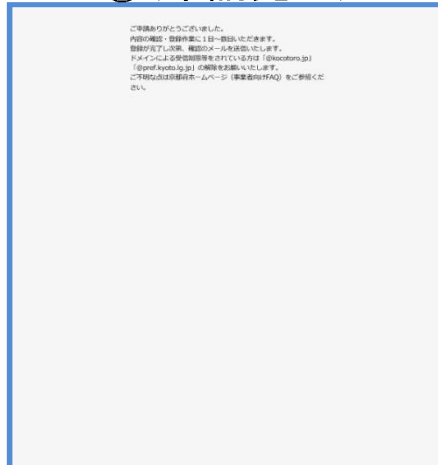 ご申請ありがとうございました。
内容の確認・登録作業に1日～数日いただきます。
登録が完了し次第、確認のメールを送信いたします。
ドメインによる受信制限等をされている方は「@kocotoro.jp」
「@pref.kyoto.lg.jp」の解除をお願いいたします。
ご不明な点は京都府ホームページ（事業者向けFAQ）をご参照くだ
さい。